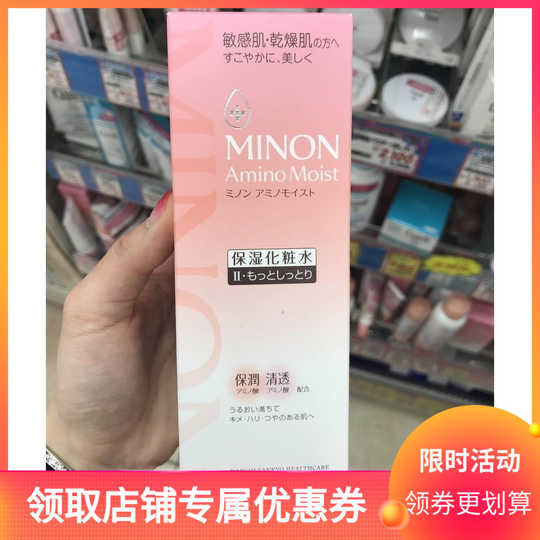 敏感肌・乾燥肌の方へ
すこやかに、美しく
MINON
Amino Moist
ミノン アミノモイスト
保湿化粧水
II・もっとしっとり
保潤 清透
アミノ酸 アミノ酸 配合
うるおい満ちて
キメ・ハリ・つやのある肌へ
MINON
限时活动
领取店铺专属优惠券
领券更划算